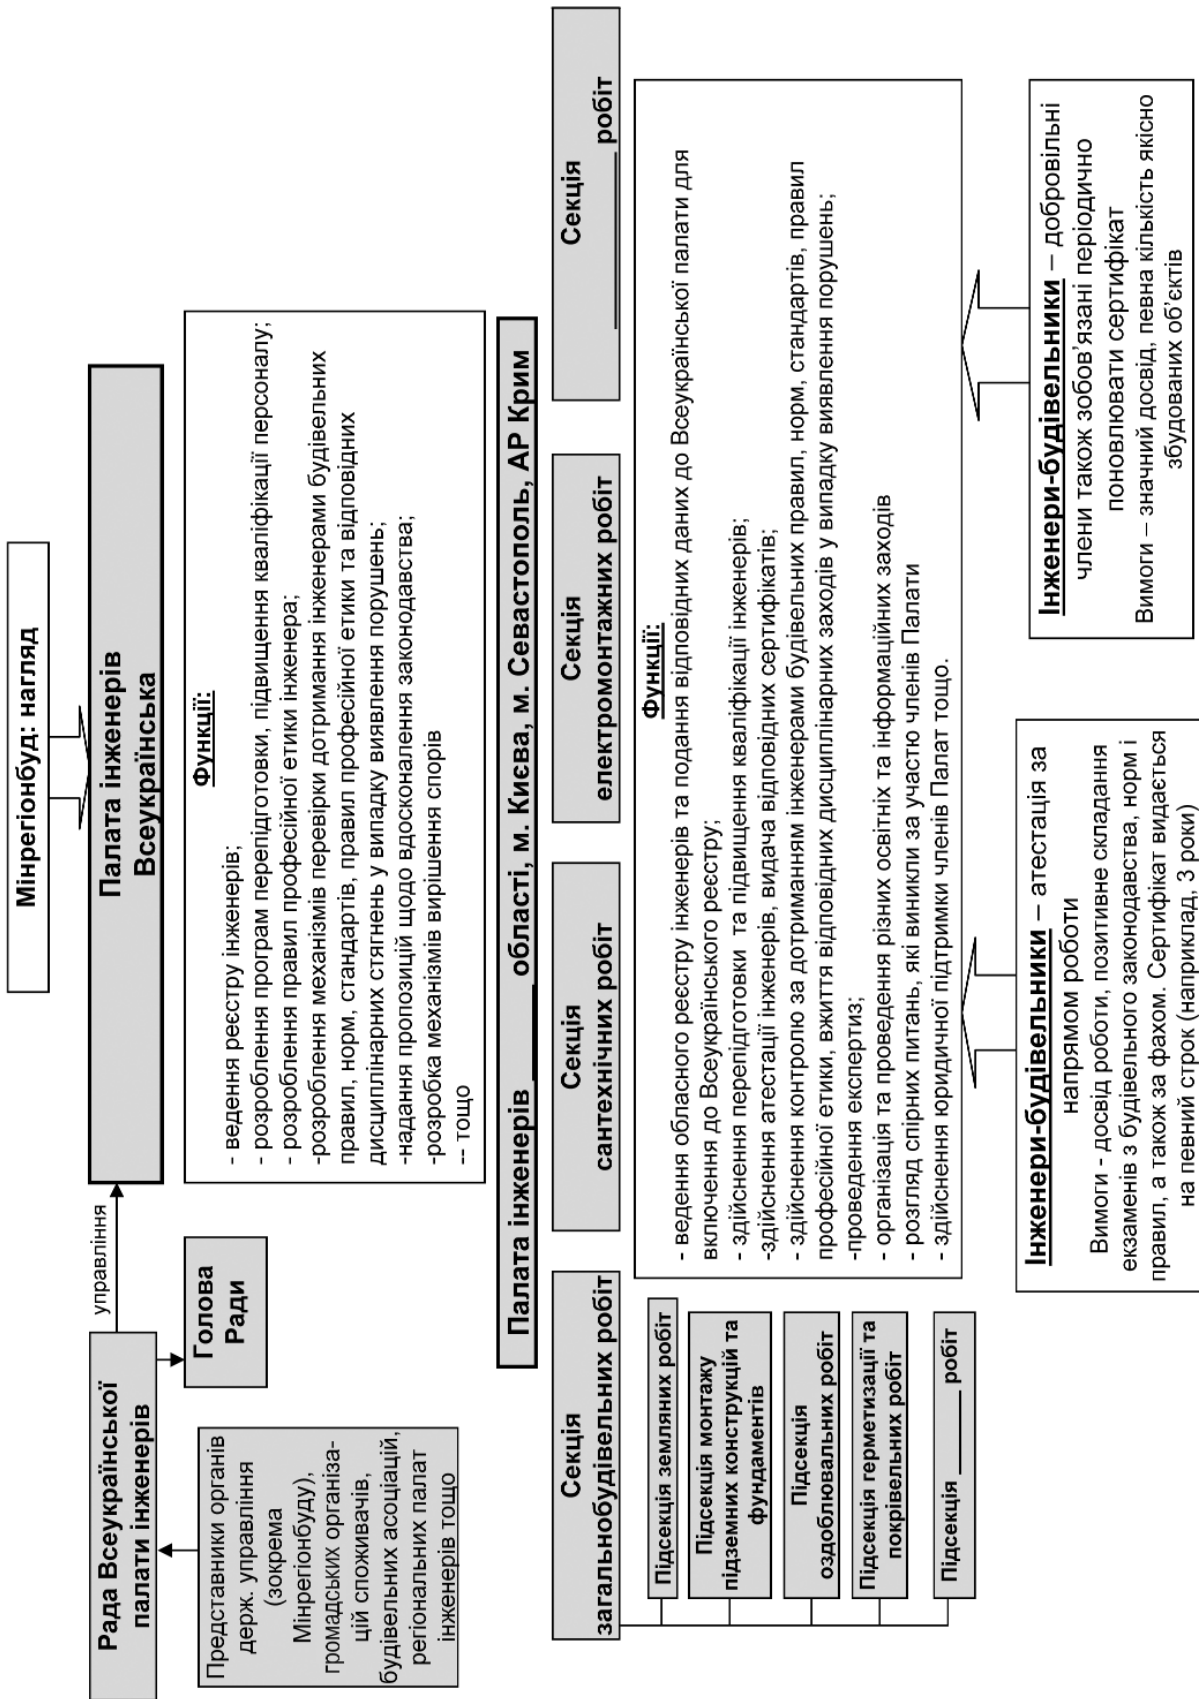 Мінрегіонбуд: нагляд
Рада Всеукраїнської
палати інженерів
управління
Палата інженерів
Всеукраїнська
Голова
Ради
Представники органів
держ. управління
(зокрема
Мінрегіонбуду),
громадських організа-
цій споживачів,
будівельних асоціацій,
регіональних палат
інженерів тощо
Функції:
- ведення реєстру інженерів;
- розроблення програм перепідготовки, підвищення кваліфікації персоналу;
- розроблення правил професійної етики інженера;
-розроблення механізмів перевірки дотримання інженерами будівельних
правил, норм, стандартів, правил професійної етики та відповідних
дисциплінарних стягнень у випадку виявлення порушень;
-надання пропозицій щодо вдосконалення законодавства;
-розробка механізмів вирішення спорів
-- тощо
Палата інженерів ____ області, м. Києва, м. Севастополь, АР Крим
Секція
загальнобудівельних робіт
Секція
сантехнічних робіт
Секція
електромонтажних робіт
Секція
____________ робіт
Підсекція земляних робіт
Підсекція монтажу
підземних конструкцій та
фундаментів
Підсекція
оздоблювальних робіт
Підсекція герметизації та
покрівельних робіт
Підсекція ______ робіт
Функції:
- ведення обласного реєстру інженерів та подання відповідних даних до Всеукраїнської палати для
включення до Всеукраїнського реєстру;
- здійснення перепідготовки та підвищення кваліфікації інженерів;
-здійснення атестації інженерів, видача відповідних сертифікатів;
- здійснення контролю за дотриманням інженерами будівельних правил, норм, стандартів, правил
професійної етики, вжиття відповідних дисциплінарних заходів у випадку виявлення порушень;
-проведення експертиз;
- організація та проведення різних освітніх та інформаційних заходів
- розгляд спірних питань, які виникли за участю членів Палати
- здійснення юридичної підтримки членів Палат тощо.
Інженери-будівельники – атестація за
напрямом роботи
Вимоги - досвід роботи, позитивне складання
екзаменів з будівельного законодавства, норм і
правил, а також за фахом. Сертифікат видається
на певний строк (наприклад, 3 роки)
Інженери-будівельники – добровільні
члени також зобов’язані періодично
поновлювати сертифікат
Вимоги – значний досвід, певна кількість якісно
збудованих об’єктів